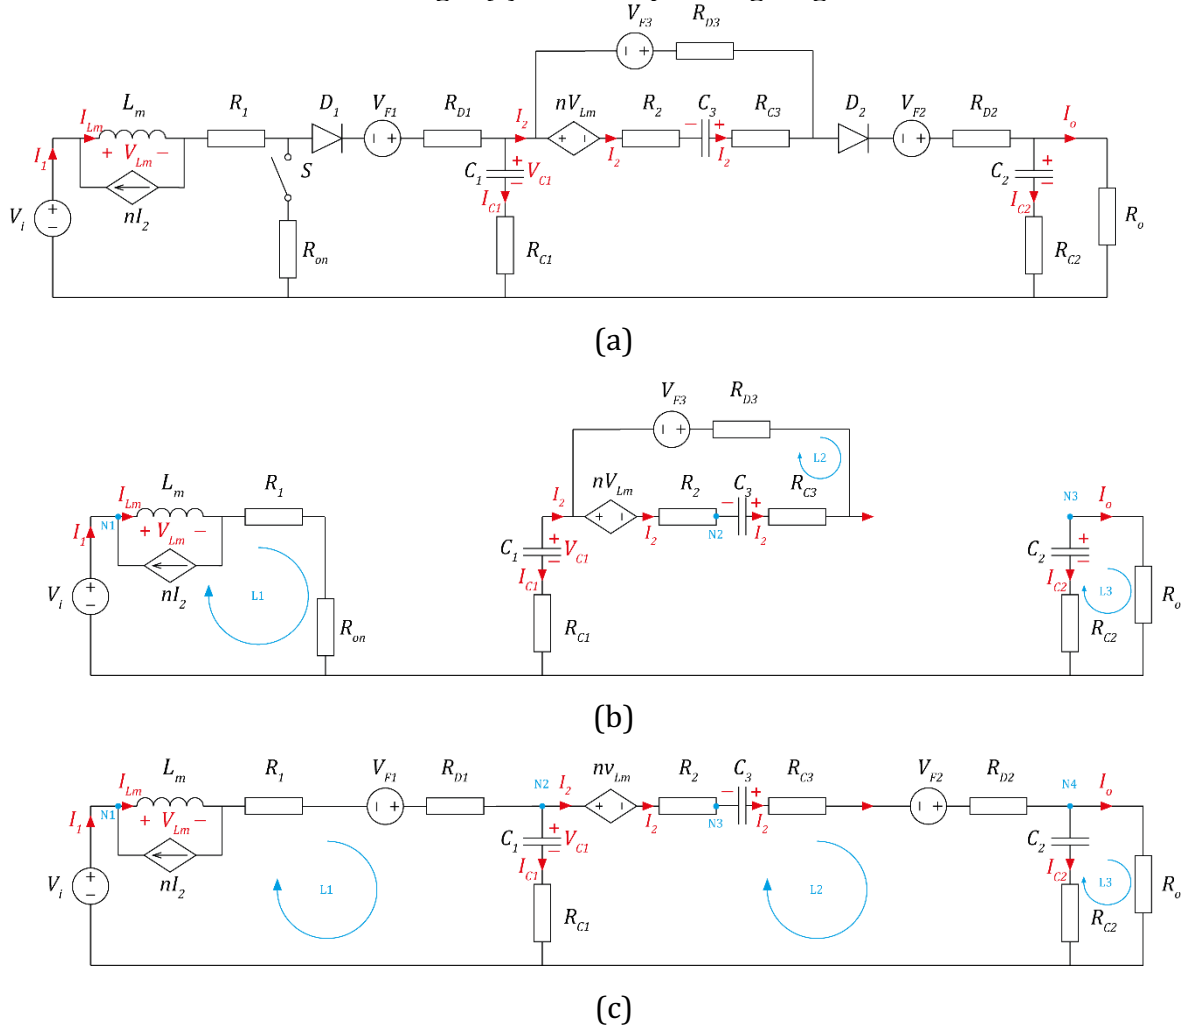 V_F3 R_D3
L_m R_1 D_1 V_F1 R_D1 nV_Lm R_2 C_3 R_C3 D_2 V_F2 R_D2
I_Lm I_2 I_o
+ V_Lm − − +
I_1 I_2 I_2
S C_1 + V_C1 − C_2 + −
nI_2 I_C1 I_C2
V_i + − R_on R_C1 R_C2 R_o
(a)
V_F3 R_D3
L2
L_m R_1 nV_Lm R_2 C_3 R_C3
I_Lm I_2 − + N3 I_o
N1 + V_Lm − N2
I_1 I_2 I_2
nI_2 C_1 + V_C1 − C_2 + −
I_C1 I_C2
V_i + − L1 L3 R_o
R_on R_C1 R_C2
(b)
L_m R_1 V_F1 R_D1 nv_Lm R_2 C_3 R_C3 V_F2 R_D2
I_Lm N2 I_2 − + N4 I_o
N1 + V_Lm − N3
I_1 I_2 I_2
nI_2 C_1 + V_C1 − C_2 + −
I_C1 I_C2
V_i + − L1 L2 L3 R_o
R_C1 R_C2
(c)